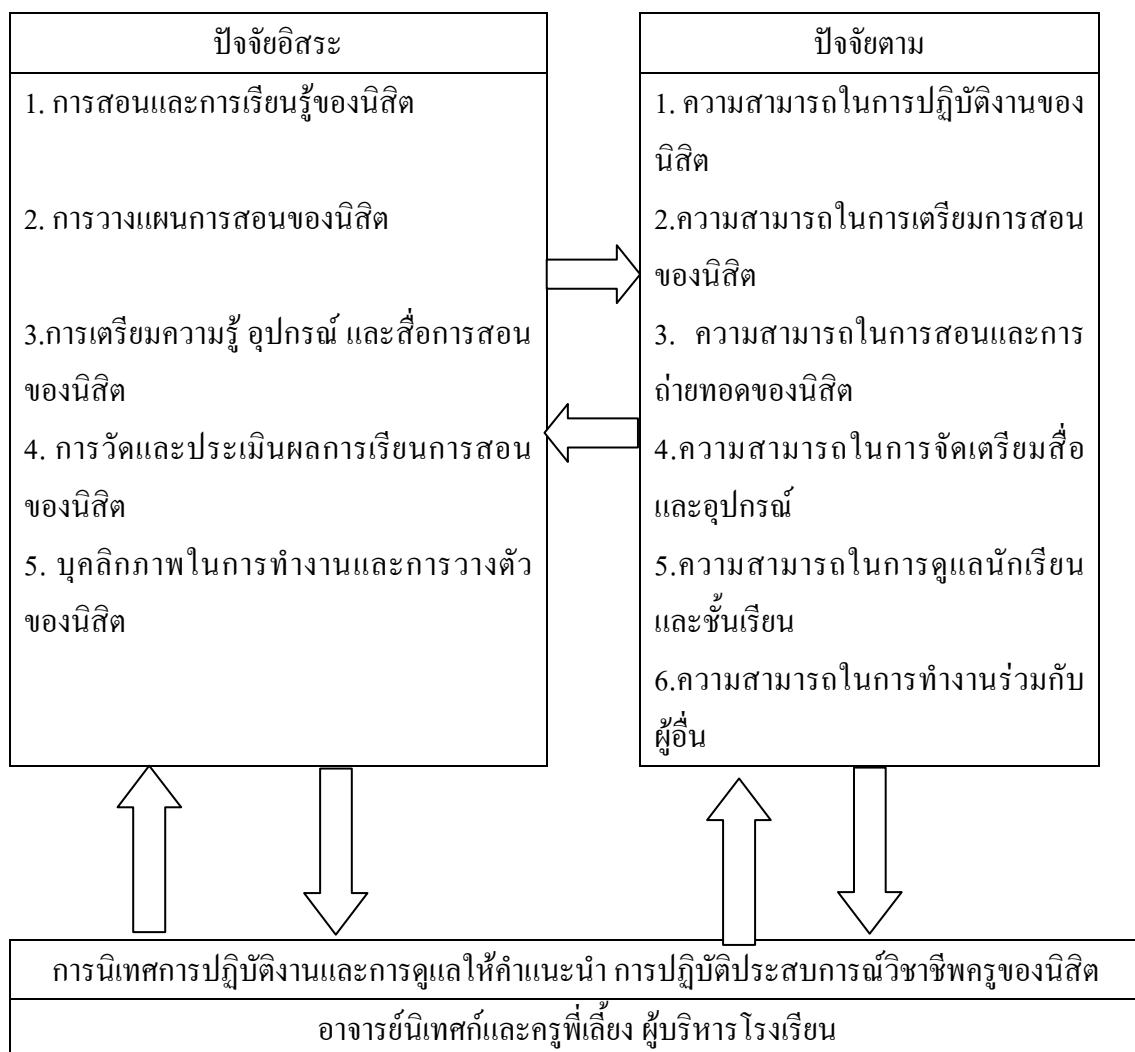 ปัจจัยอิสระ
1. การสอนและการเรียนรู้ของนิสิต
2. การวางแผนการสอนของนิสิต
3.การเตรียมความรู้ อุปกรณ์ และสื่อการสอน
ของนิสิต
4. การวัดและประเมินผลการเรียนการสอน
ของนิสิต
5. บุคลิกภาพในการทำงานและการวางตัว
ของนิสิต
ปัจจัยตาม
1. ความสามารถในการปฏิบัติงานของ
นิสิต
2.ความสามารถในการเตรียมการสอน
ของนิสิต
3. ความสามารถในการสอนและการ
ถ่ายทอดของนิสิต
4.ความสามารถในการจัดเตรียมสื่อ
และอุปกรณ์
5.ความสามารถในการดูแลนักเรียน
และชั้นเรียน
6.ความสามารถในการทำงานร่วมกับ
ผู้อื่น
การนิเทศการปฏิบัติงานและการดูแลให้คำแนะนำ การปฏิบัติประสบการณ์วิชาชีพครูของนิสิต
อาจารย์นิเทศก์และครูพี่เลี้ยง ผู้บริหารโรงเรียน